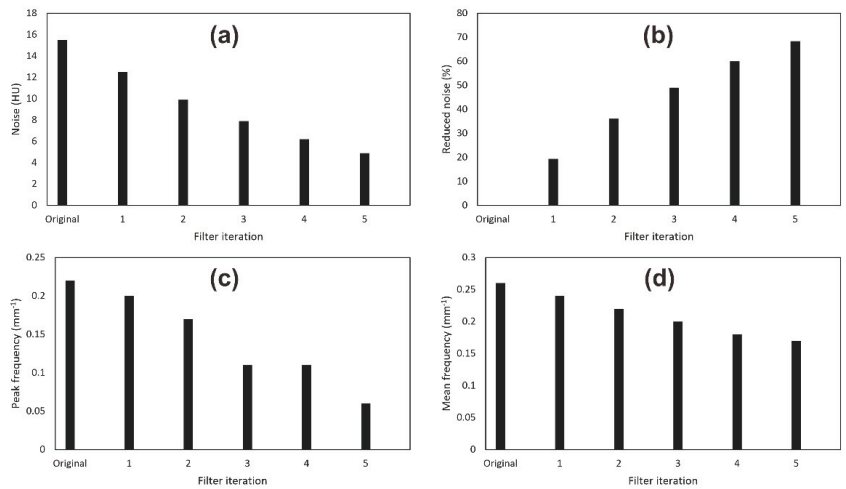 (a)
Noise (HU)
18
16
14
12
10
8
6
4
2
0
Original 1 2 3 4 5
Filter iteration
(b)
Reduced noise (%)
80
70
60
50
40
30
20
10
0
Original 1 2 3 4 5
Filter iteration
(c)
Peak frequency (mm⁻¹)
0.25
0.2
0.15
0.1
0.05
0
Original 1 2 3 4 5
Filter iteration
(d)
Mean frequency (mm⁻¹)
0.3
0.25
0.2
0.15
0.1
0.05
0
Original 1 2 3 4 5
Filter iteration